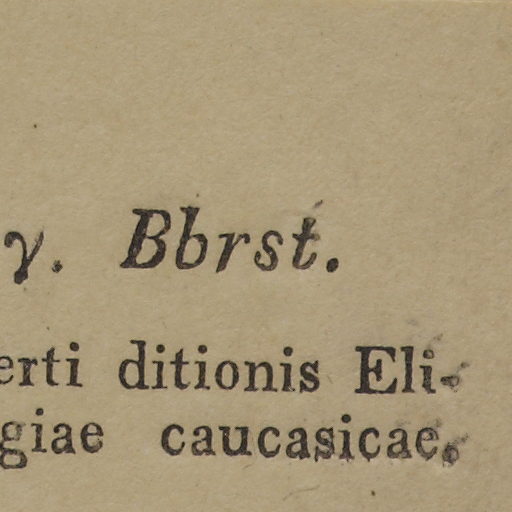 γ. Bbrst.
erti ditionis Eli-
giae caucasicae.